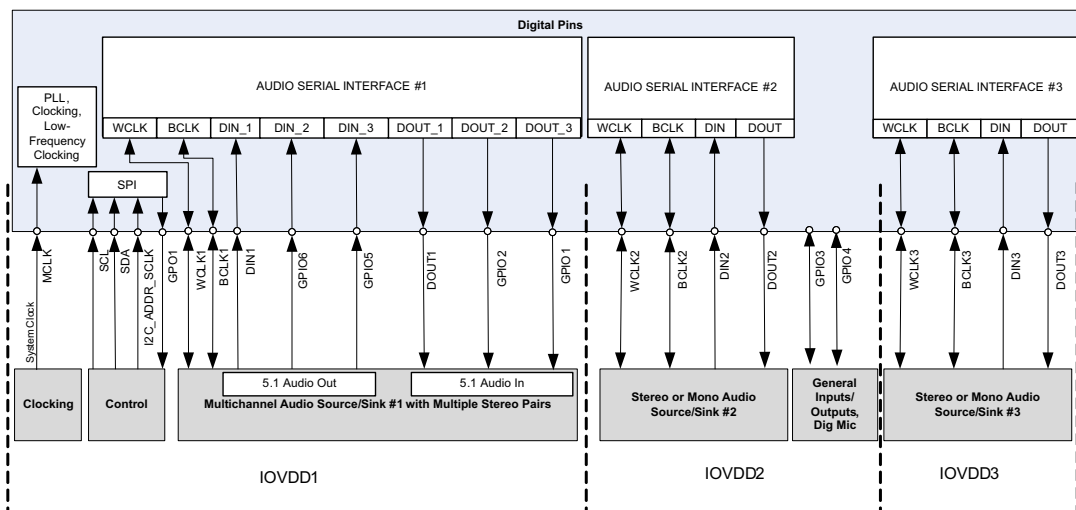 Digital Pins
AUDIO SERIAL INTERFACE #1
WCLK BCLK DIN_1 DIN_2 DIN_3 DOUT_1 DOUT_2 DOUT_3
AUDIO SERIAL INTERFACE #2
WCLK BCLK DIN DOUT
AUDIO SERIAL INTERFACE #3
WCLK BCLK DIN DOUT
PLL,
Clocking,
Low-
Frequency
Clocking
SPI
System Clock
MCLK
SCL
SDA
I2C_ADDR_SCLK
GPO1
WCLK1
BCLK1
DIN1
GPIO6
GPIO5
DOUT1
GPIO2
GPIO1
WCLK2
BCLK2
DIN2
DOUT2
GPIO3
GPIO4
WCLK3
BCLK3
DIN3
DOUT3
Clocking
Control
5.1 Audio Out
5.1 Audio In
Multichannel Audio Source/Sink #1 with Multiple Stereo Pairs
Stereo or Mono Audio
Source/Sink #2
General
Inputs/
Outputs,
Dig Mic
Stereo or Mono Audio
Source/Sink #3
IOVDD1
IOVDD2
IOVDD3